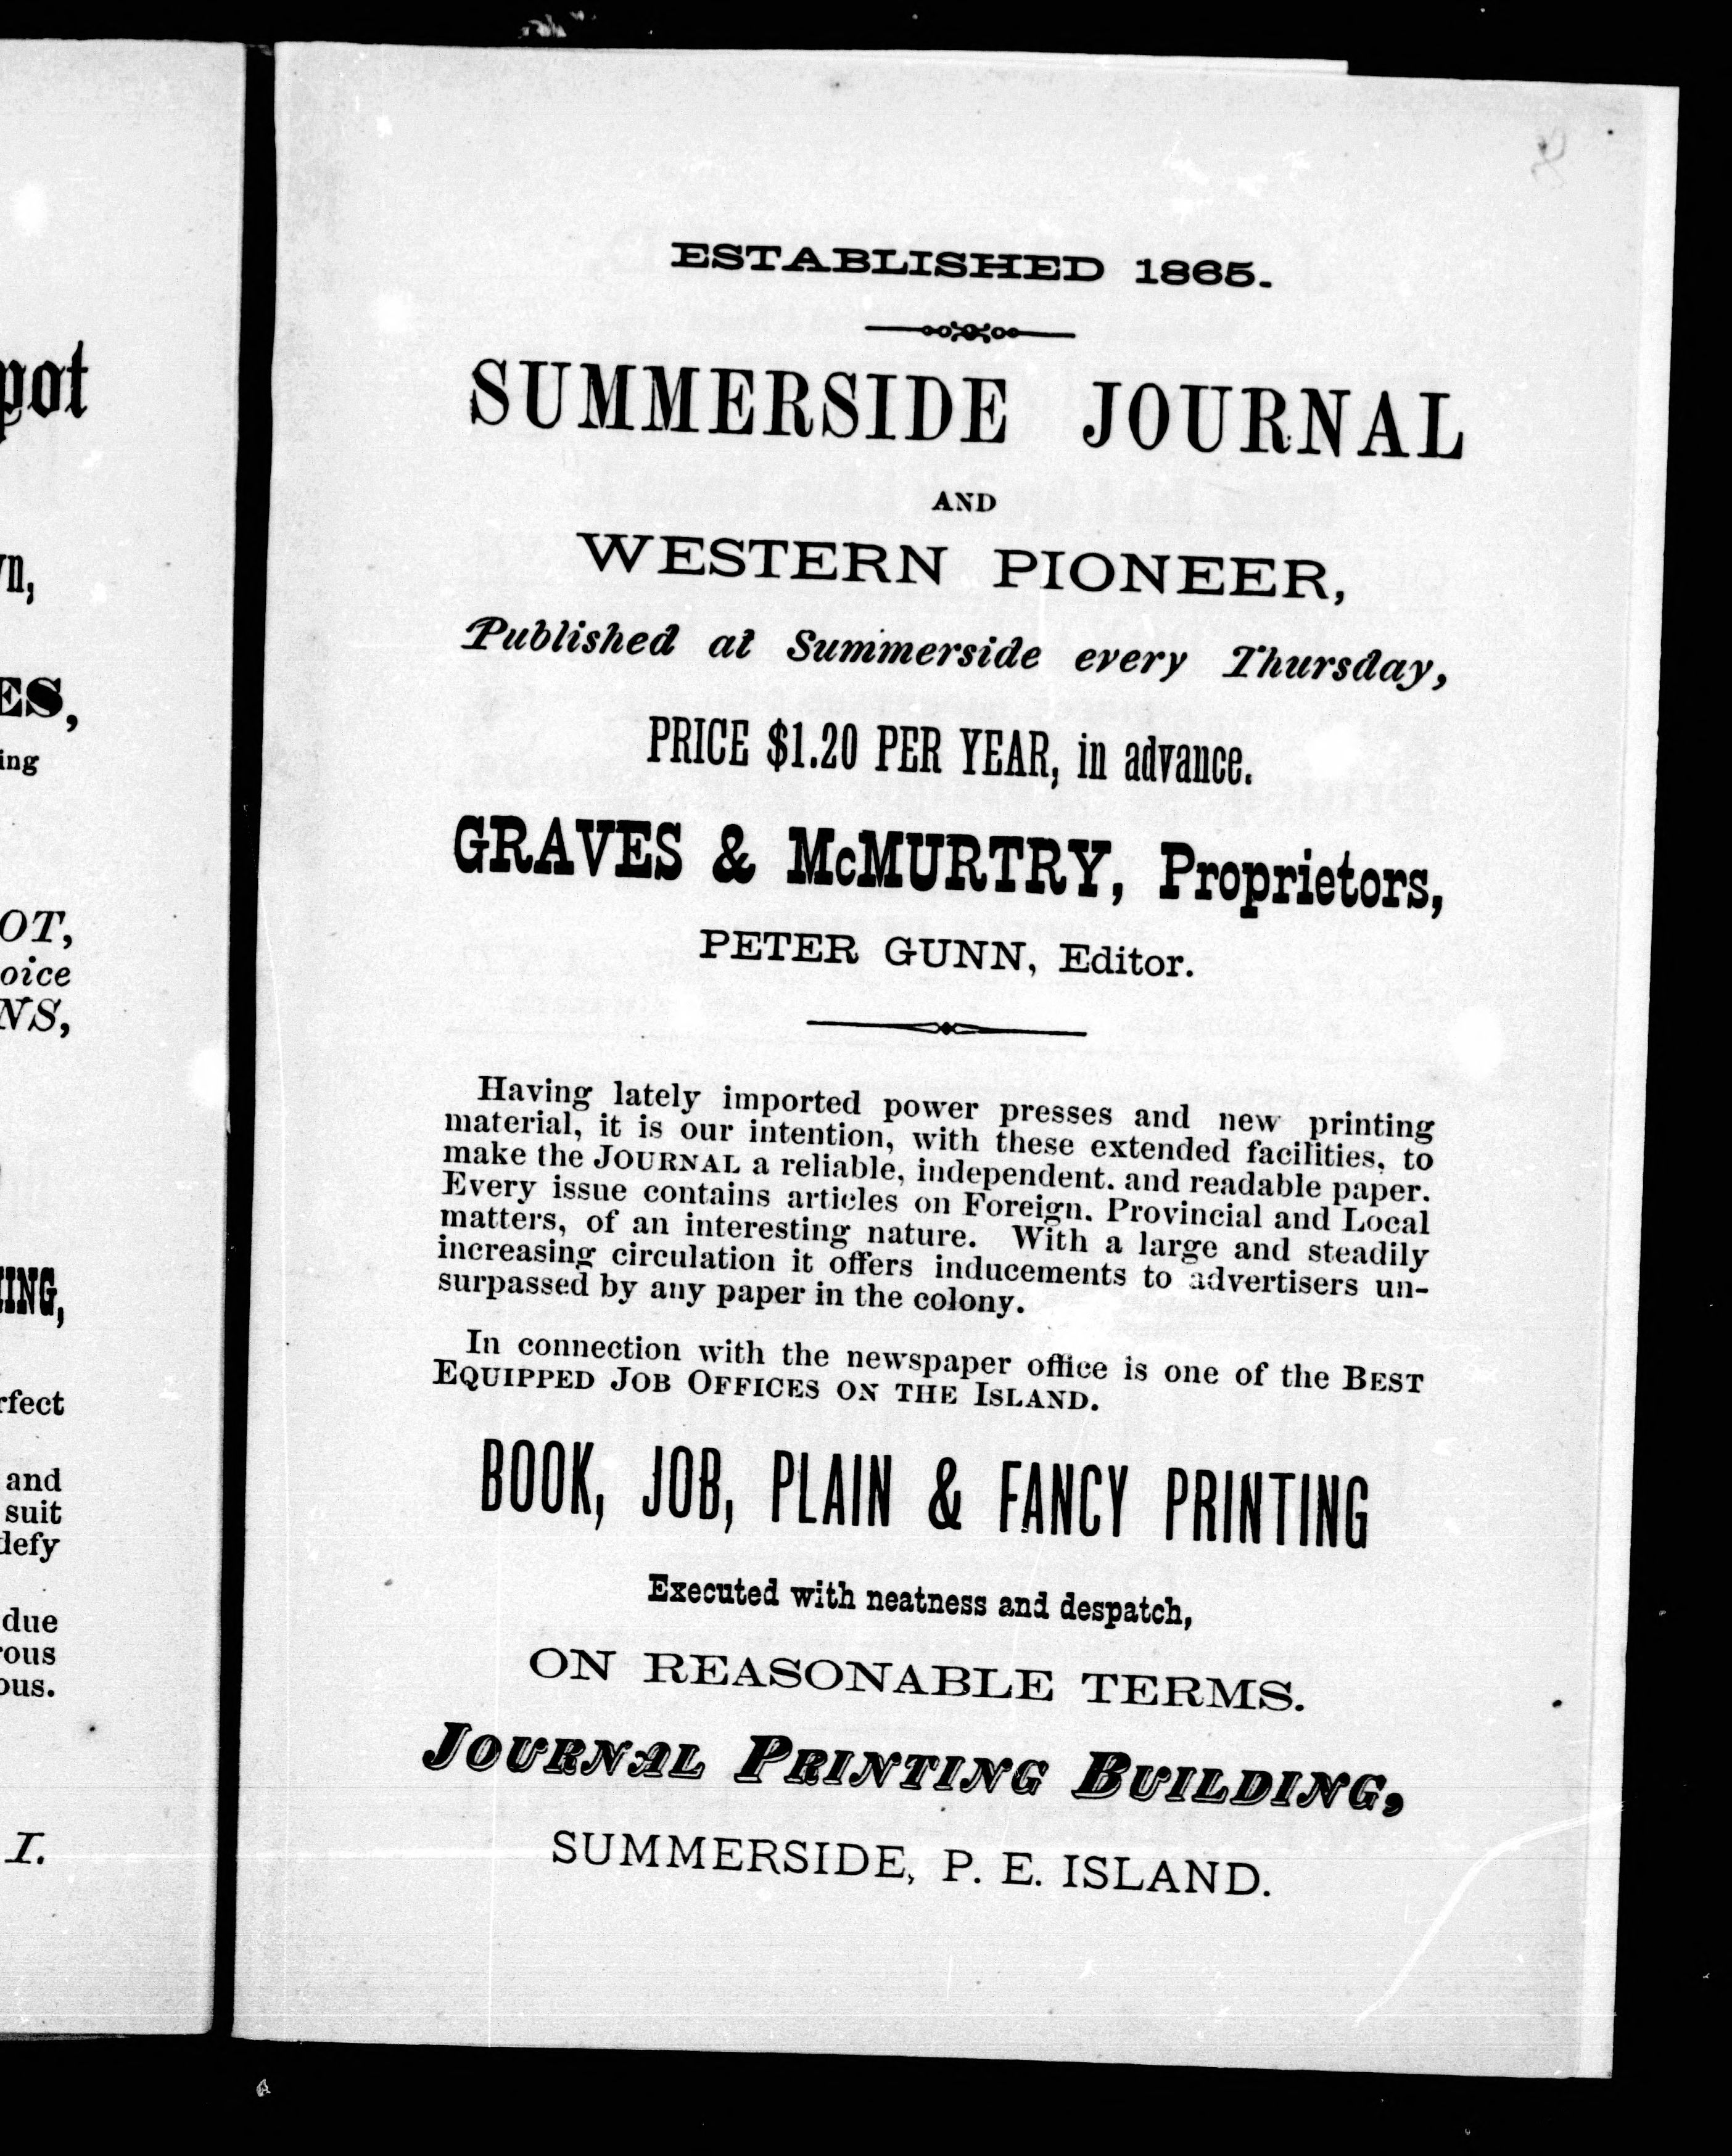 pot
n,
ES,
ing
OT,
oice
NS,
ING,
rfect
and
suit
defy
due
rous
ous.
I.
ESTABLISHED 1865.
SUMMERSIDE JOURNAL
AND
WESTERN PIONEER,
Published at Summerside every Thursday,
PRICE $1.20 PER YEAR, in advance.
GRAVES & McMURTRY, Proprietors,
PETER GUNN, Editor.
Having lately imported power presses and new printing
material, it is our intention, with these extended facilities, to
make the JOURNAL a reliable, independent. and readable paper.
Every issue contains articles on Foreign. Provincial and Local
matters, of an interesting nature. With a large and steadily
increasing circulation it offers inducements to advertisers un-
surpassed by any paper in the colony.
In connection with the newspaper office is one of the BEST
EQUIPPED JOB OFFICES ON THE ISLAND.
BOOK, JOB, PLAIN & FANCY PRINTING
Executed with neatness and despatch,
ON REASONABLE TERMS.
JOURNAL PRINTING BUILDING,
SUMMERSIDE, P. E. ISLAND.